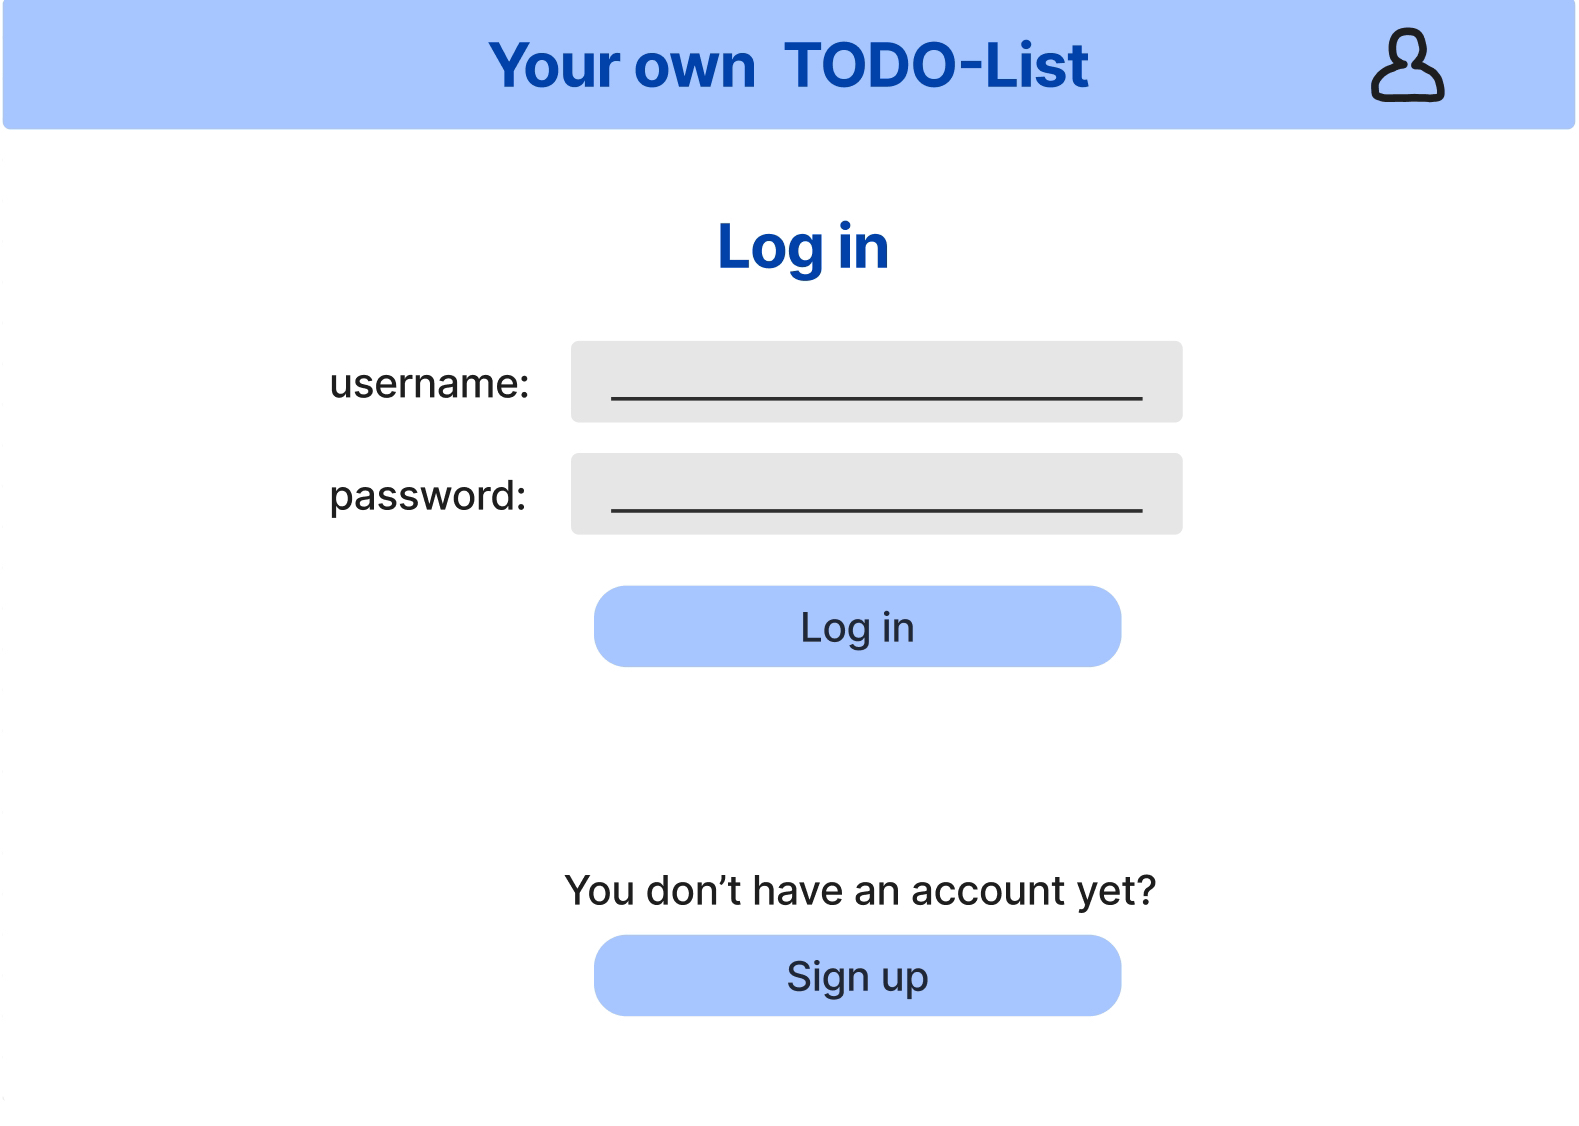 Your own TODO-List
Log in
username:
password:
Log in
You don’t have an account yet?
Sign up